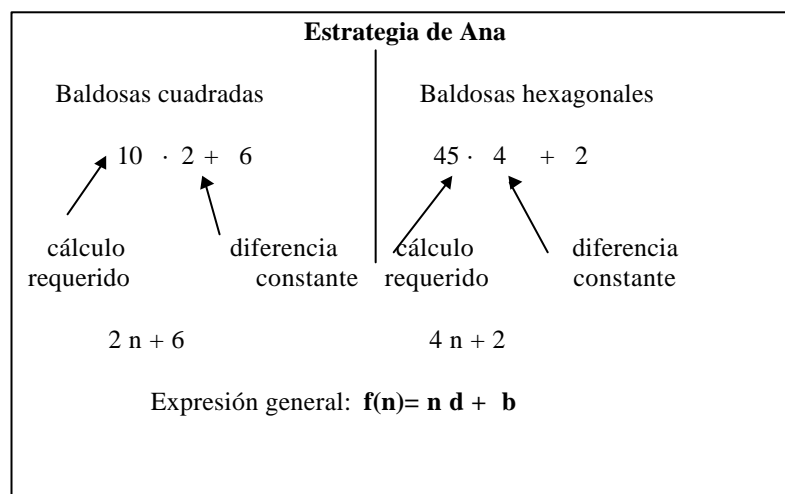 Estrategia de Ana
Baldosas cuadradas
10 · 2 + 6
cálculo requerido
diferencia constante
2 n + 6
Baldosas hexagonales
45 · 4 + 2
cálculo requerido
diferencia constante
4 n + 2
Expresión general: f(n)= n d + b